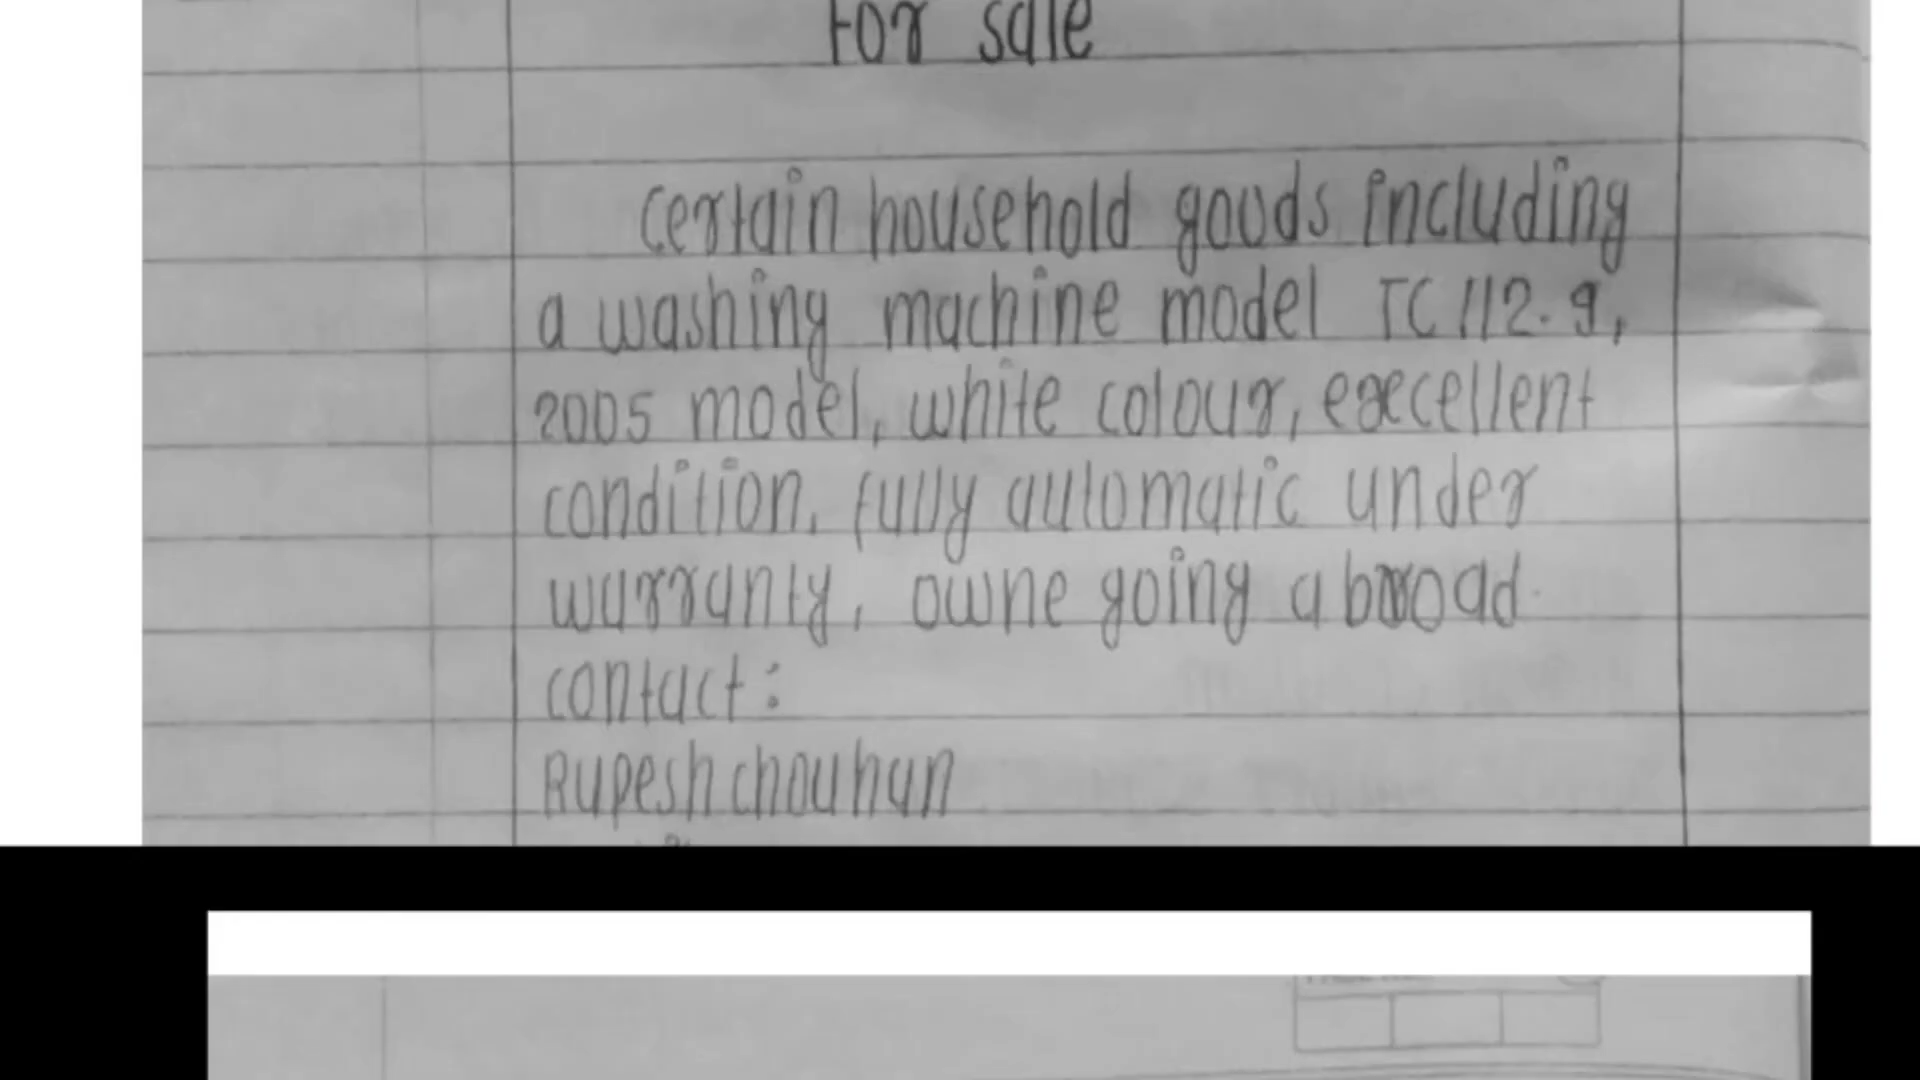 For sale
Certain household goods including
a washing machine model TC 112.9,
2005 model, white colour, execellent
condition, fully automatic under
warranty, owne going abroad.
contact:
Rupesh chouhan